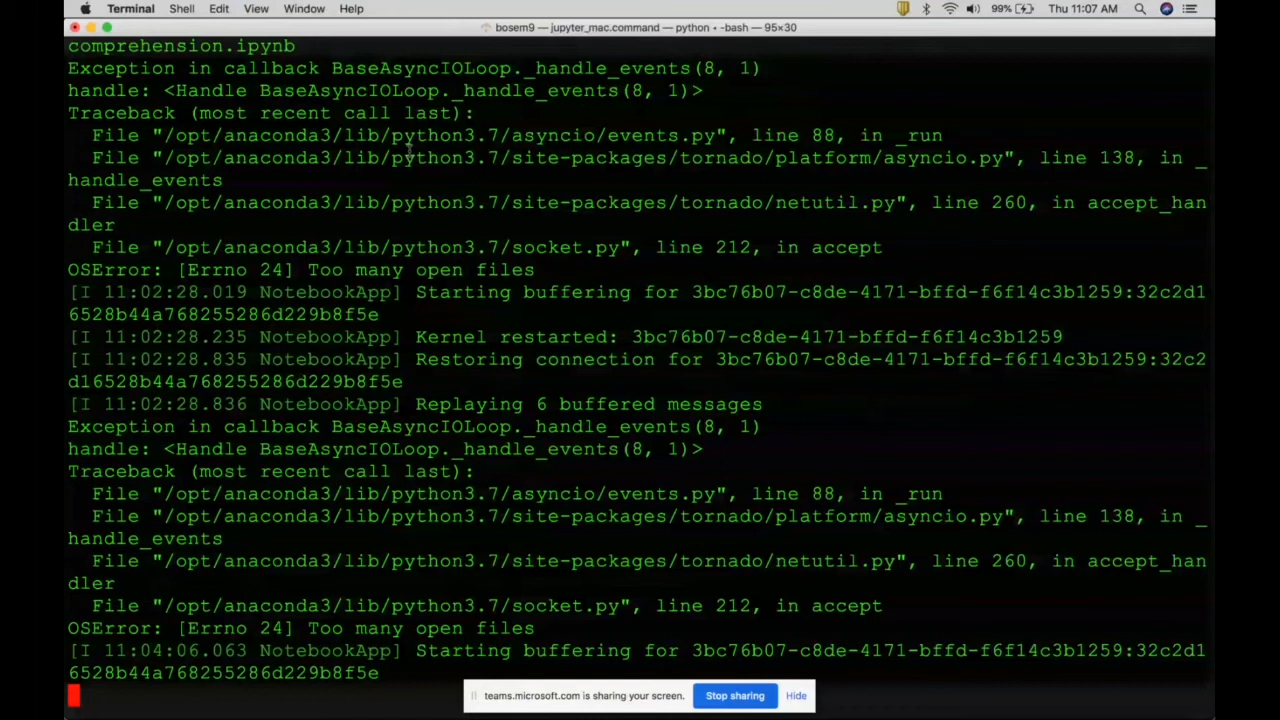 Terminal Shell Edit View Window Help 99% Thu 11:07 AM
bosem9 — jupyter_mac.command — python • -bash — 95×30
comprehension.ipynb
Exception in callback BaseAsyncIOLoop._handle_events(8, 1)
handle: <Handle BaseAsyncIOLoop._handle_events(8, 1)>
Traceback (most recent call last):
  File "/opt/anaconda3/lib/python3.7/asyncio/events.py", line 88, in _run
  File "/opt/anaconda3/lib/python3.7/site-packages/tornado/platform/asyncio.py", line 138, in _
handle_events
  File "/opt/anaconda3/lib/python3.7/site-packages/tornado/netutil.py", line 260, in accept_han
dler
  File "/opt/anaconda3/lib/python3.7/socket.py", line 212, in accept
OSError: [Errno 24] Too many open files
[I 11:02:28.019 NotebookApp] Starting buffering for 3bc76b07-c8de-4171-bffd-f6f14c3b1259:32c2d1
6528b44a768255286d229b8f5e
[I 11:02:28.235 NotebookApp] Kernel restarted: 3bc76b07-c8de-4171-bffd-f6f14c3b1259
[I 11:02:28.835 NotebookApp] Restoring connection for 3bc76b07-c8de-4171-bffd-f6f14c3b1259:32c2
d16528b44a768255286d229b8f5e
[I 11:02:28.836 NotebookApp] Replaying 6 buffered messages
Exception in callback BaseAsyncIOLoop._handle_events(8, 1)
handle: <Handle BaseAsyncIOLoop._handle_events(8, 1)>
Traceback (most recent call last):
  File "/opt/anaconda3/lib/python3.7/asyncio/events.py", line 88, in _run
  File "/opt/anaconda3/lib/python3.7/site-packages/tornado/platform/asyncio.py", line 138, in _
handle_events
  File "/opt/anaconda3/lib/python3.7/site-packages/tornado/netutil.py", line 260, in accept_han
dler
  File "/opt/anaconda3/lib/python3.7/socket.py", line 212, in accept
OSError: [Errno 24] Too many open files
[I 11:04:06.063 NotebookApp] Starting buffering for 3bc76b07-c8de-4171-bffd-f6f14c3b1259:32c2d1
6528b44a768255286d229b8f5e
teams.microsoft.com is sharing your screen. Stop sharing Hide